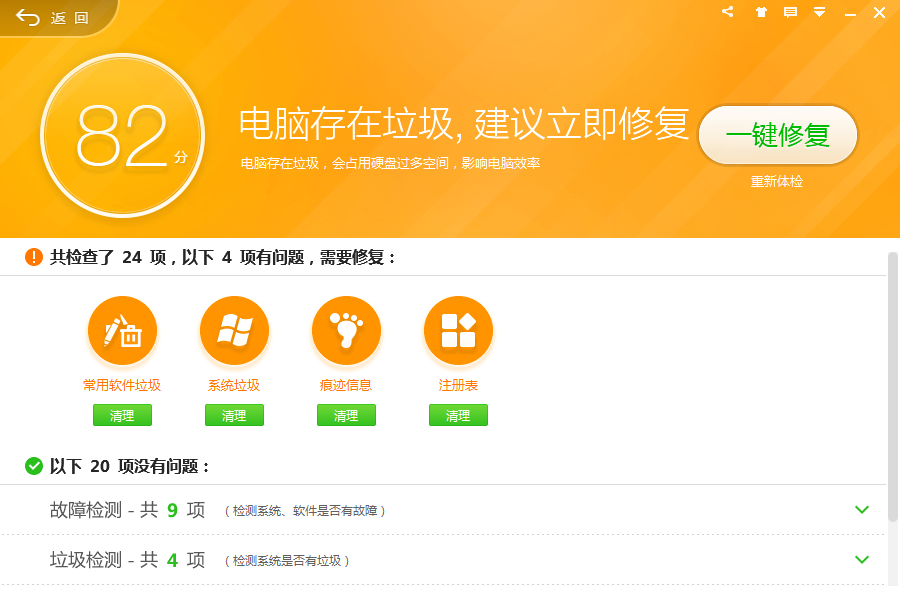 返 回
82分
电脑存在垃圾, 建议立即修复
一键修复
电脑存在垃圾，会占用硬盘过多空间，影响电脑效率
重新体检
共检查了 24 项，以下 4 项有问题，需要修复：
常用软件垃圾 系统垃圾 痕迹信息 注册表
清理 清理 清理 清理
以下 20 项没有问题：
故障检测 - 共 9 项 （ 检测系统、软件是否有故障 ）
垃圾检测 - 共 4 项 （ 检测系统是否有垃圾 ）